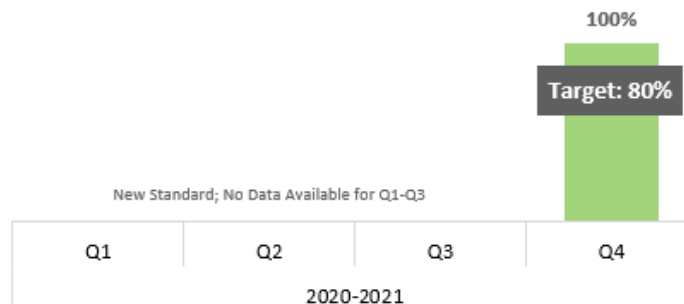 100%
Target: 80%
New Standard; No Data Available for Q1-Q3
Q1 Q2 Q3 Q4
2020-2021